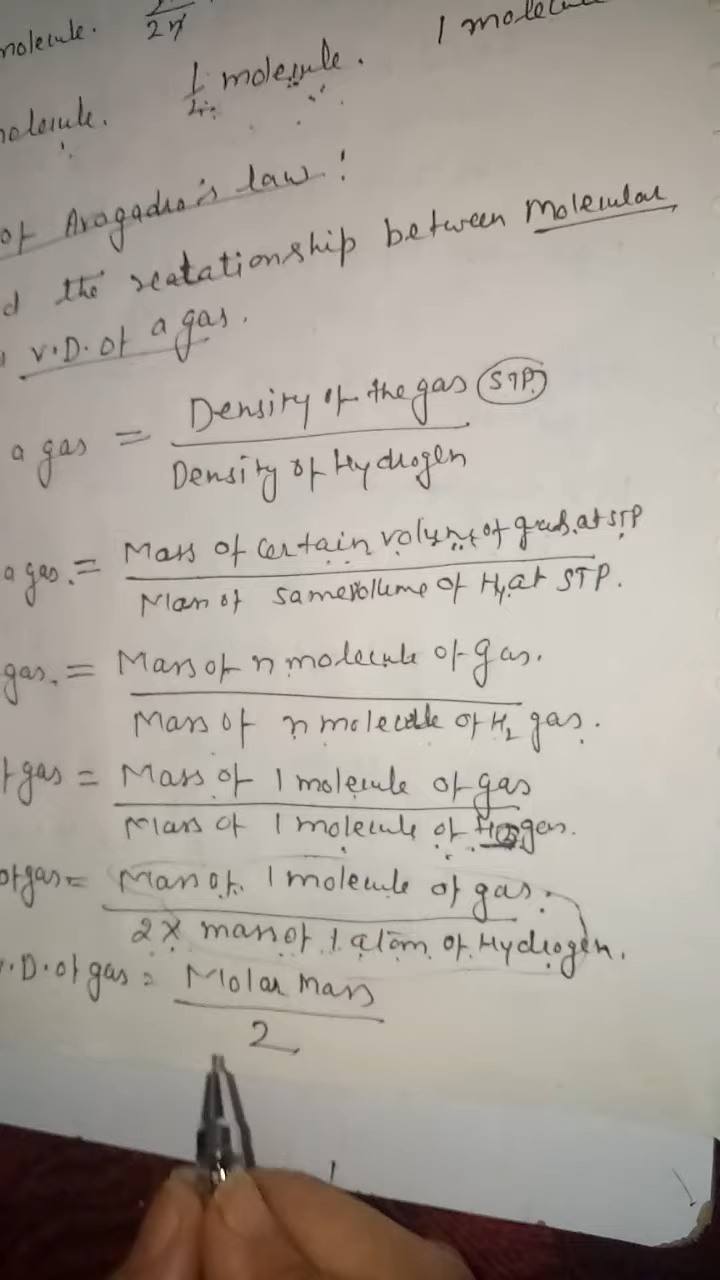 molecule. 2n 1 molecule
molecule. 1/2 molecule.
of Avogadro's law!
d the realationship between Molecular
V.D. of a gas.
a gas = Density of the gas (STP)
Density of Hydrogen
a gas. = Mass of certain volume of gas. at STP
Mass of same vollume of H2 at STP.
gas. = Mass of n molecule of gas.
Mass of n molecule of H2 gas.
f gas = Mass of 1 molecule of gas
Mass of 1 molecule of gen.
of gas = Mass of. 1 molecule of gas.
2 x mass of 1 atom of Hydrogen.
V.D. of gas = Molar Mass
2